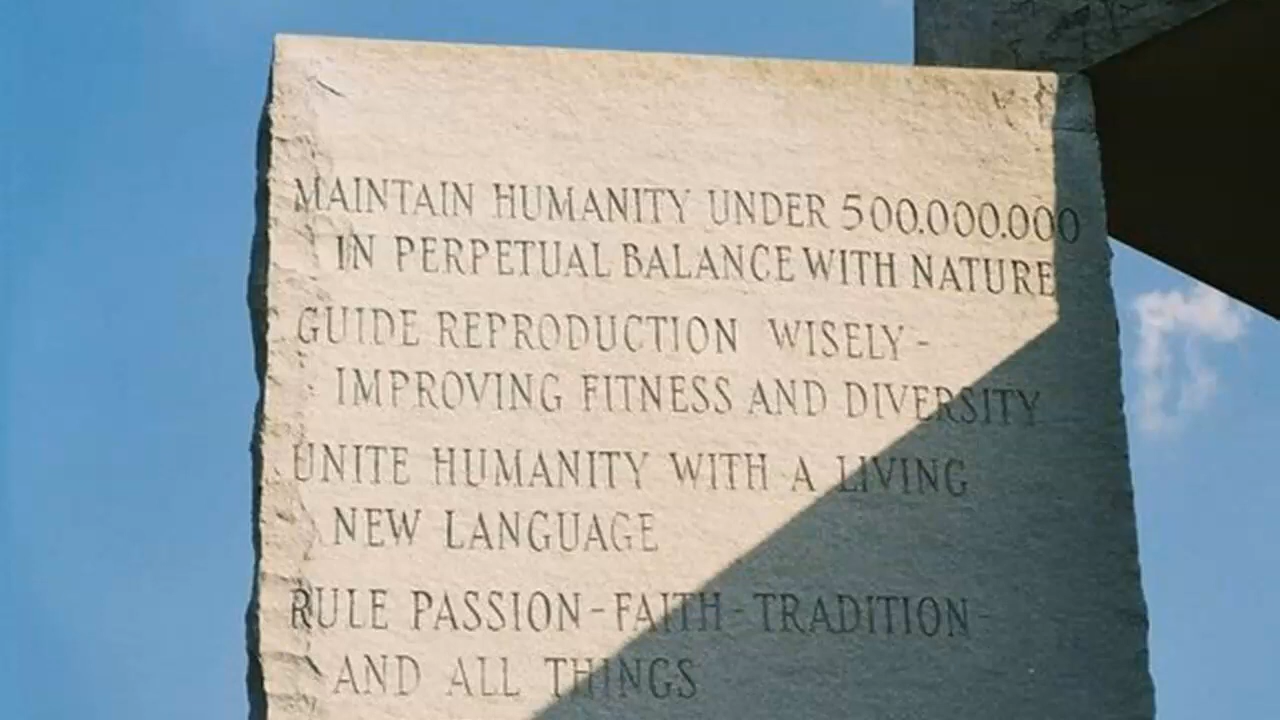 MAINTAIN HUMANITY UNDER 500.000.000
IN PERPETUAL BALANCE WITH NATURE
GUIDE REPRODUCTION WISELY -
IMPROVING FITNESS AND DIVERSITY
UNITE HUMANITY WITH A LIVING
NEW LANGUAGE
RULE PASSION - FAITH - TRADITION -
AND ALL THINGS